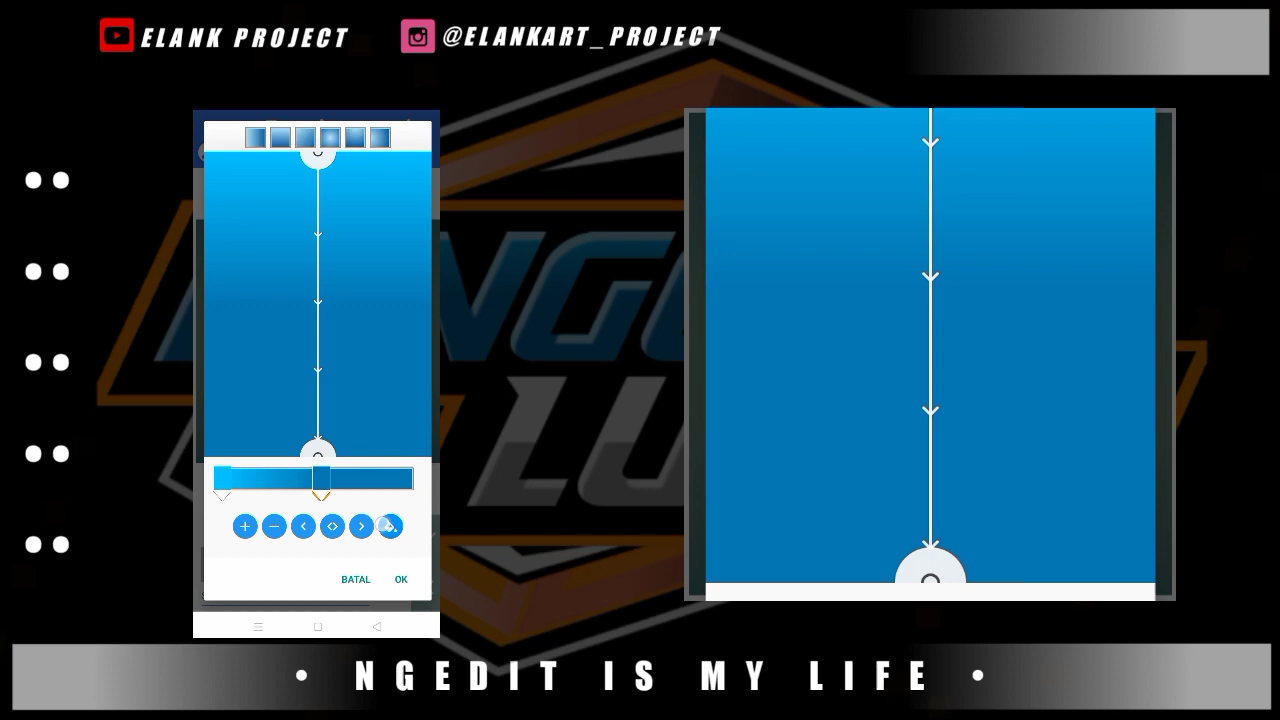 ELANK PROJECT
@ELANKART_PROJECT
BATAL OK
• NGEDIT IS MY LIFE •